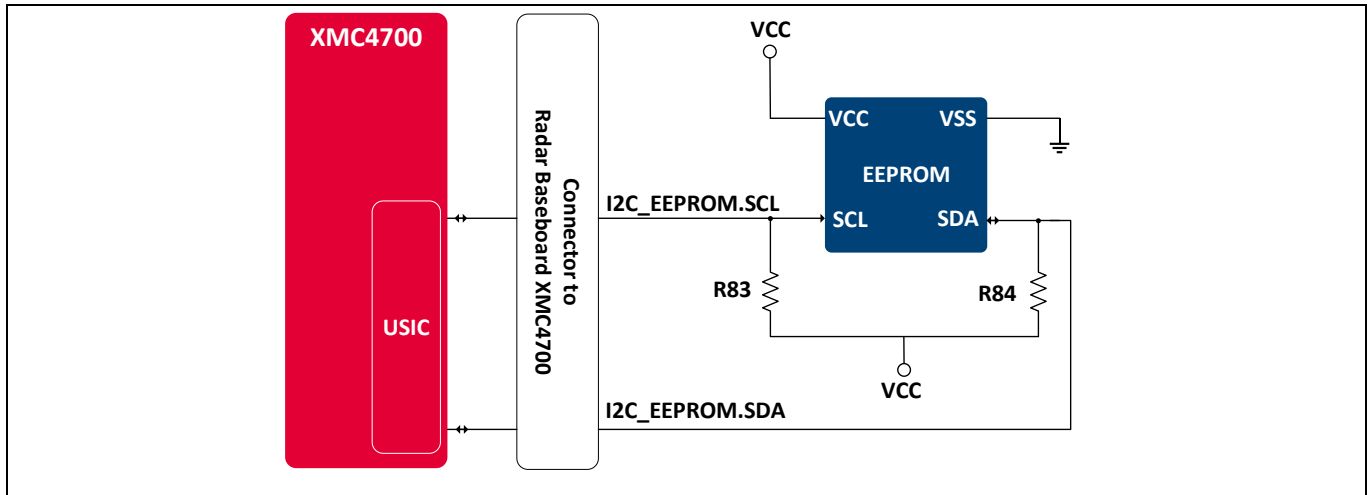 XMC4700
USIC
Connector to
Radar Baseboard XMC4700
I2C_EEPROM.SCL
I2C_EEPROM.SDA
VCC
VCC
VSS
EEPROM
SCL
SDA
R83
R84
VCC